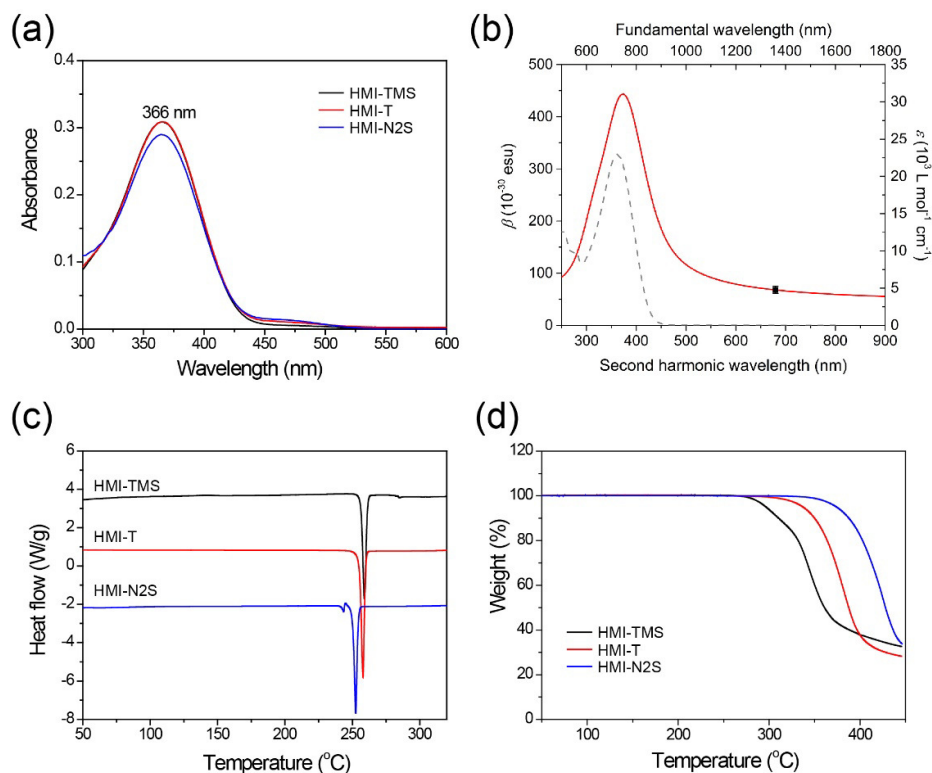 (a)
0.4
0.3
0.2
0.1
0.0
Absorbance
366 nm
HMI-TMS
HMI-T
HMI-N2S
300 350 400 450 500 550 600
Wavelength (nm)
(b)
Fundamental wavelength (nm)
600 800 1000 1200 1400 1600 1800
500
400
300
200
100
0
β (10⁻³⁰ esu)
35
30
25
20
15
10
5
0
ε (10³ L mol⁻¹ cm⁻¹)
300 400 500 600 700 800 900
Second harmonic wavelength (nm)
(c)
6
4
2
0
-2
-4
-6
-8
Heat flow (W/g)
HMI-TMS
HMI-T
HMI-N2S
50 100 150 200 250 300
Temperature (°C)
(d)
120
100
80
60
40
20
0
Weight (%)
HMI-TMS
HMI-T
HMI-N2S
100 200 300 400
Temperature (°C)